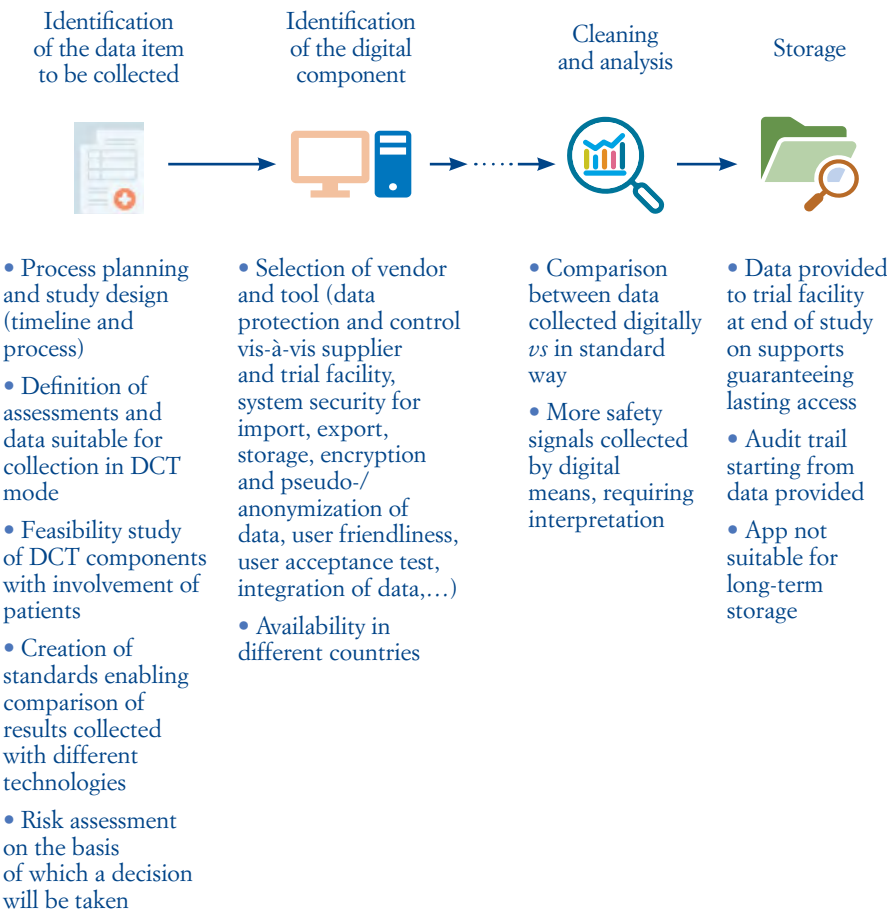 Identification
of the data item
to be collected
Identification
of the digital
component
Cleaning
and analysis
Storage
• Process planning
and study design
(timeline and
process)
• Definition of
assessments and
data suitable for
collection in DCT
mode
• Feasibility study
of DCT components
with involvement of
patients
• Creation of
standards enabling
comparison of
results collected
with different
technologies
• Risk assessment
on the basis
of which a decision
will be taken
• Selection of vendor
and tool (data
protection and control
vis-à-vis supplier
and trial facility,
system security for
import, export,
storage, encryption
and pseudo-/
anonymization of
data, user friendliness,
user acceptance test,
integration of data,…)
• Availability in
different countries
• Comparison
between data
collected digitally
vs in standard
way
• More safety
signals collected
by digital
means, requiring
interpretation
• Data provided
to trial facility
at end of study
on supports
guaranteeing
lasting access
• Audit trail
starting from
data provided
• App not
suitable for
long-term
storage